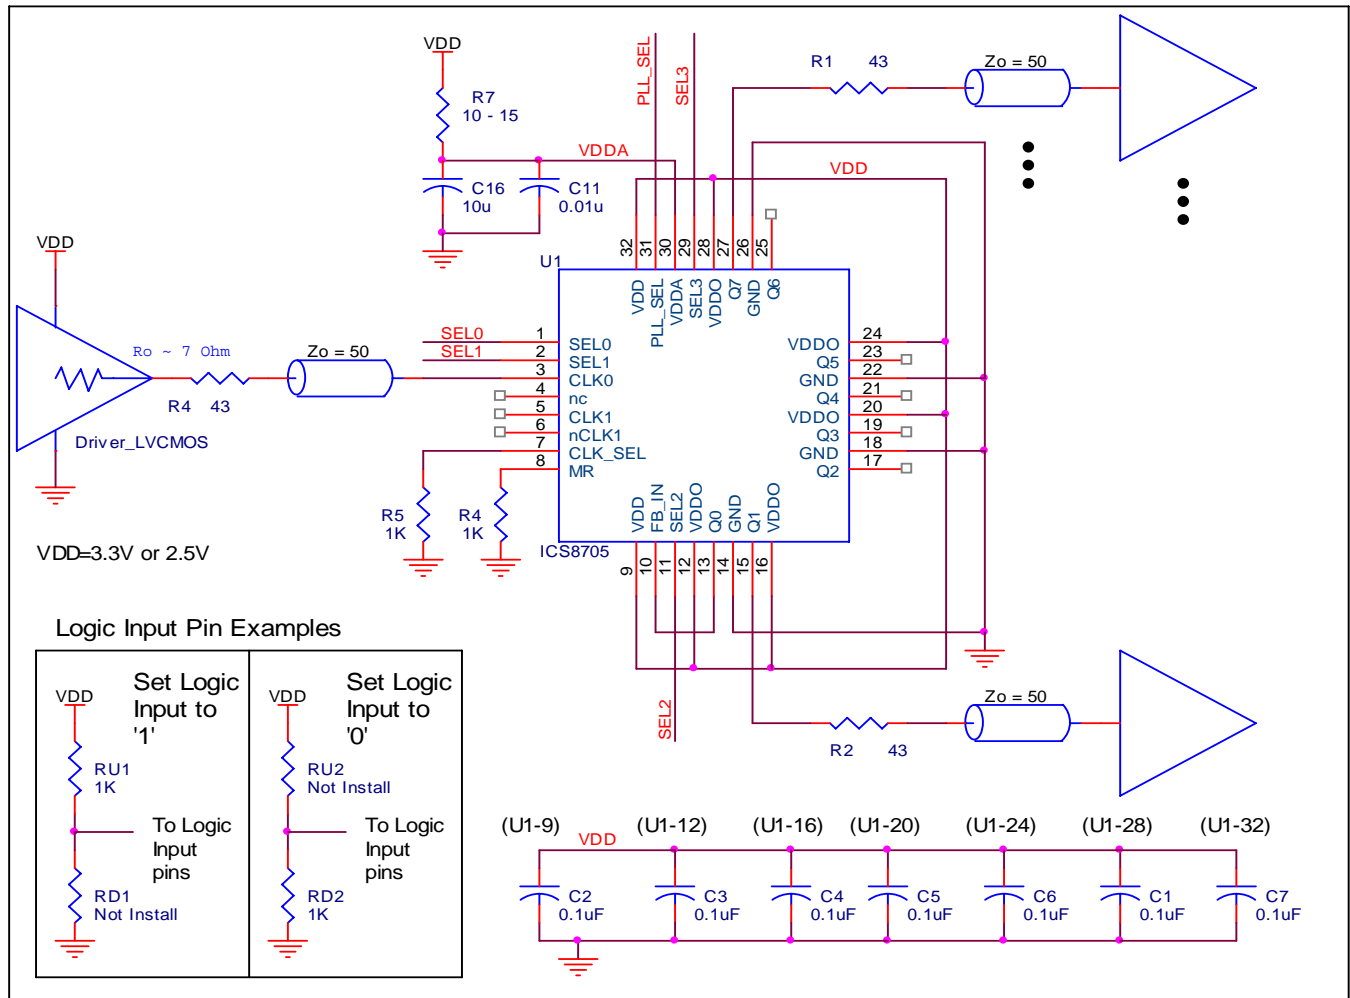 VDD
R7
10 - 15
VDDA
C16
10u
C11
0.01u
PLL_SEL
SEL3
R1 43
Zo = 50
VDD
VDD
Ro ~ 7 Ohm
R4 43
Zo = 50
Driver_LVCMOS
SEL0
SEL1
U1
32
31
30
29
28
27
26
25
VDD
PLL_SEL
VDDA
SEL3
VDDO
Q7
GND
Q6
1 SEL0
2 SEL1
3 CLK0
4 nc
5 CLK1
6 nCLK1
7 CLK_SEL
8 MR
VDDO 24
Q5 23
GND 22
Q4 21
VDDO 20
Q3 19
GND 18
Q2 17
VDD
FB_IN
SEL2
VDDO
Q0
GND
Q1
VDDO
9
10
11
12
13
14
15
16
ICS8705
R5
1K
R4
1K
SEL2
R2 43
Zo = 50
VDD=3.3V or 2.5V
Logic Input Pin Examples
VDD
Set Logic
Input to
'1'
RU1
1K
To Logic
Input
pins
RD1
Not Install
VDD
Set Logic
Input to
'0'
RU2
Not Install
To Logic
Input
pins
RD2
1K
(U1-9) (U1-12) (U1-16) (U1-20) (U1-24) (U1-28) (U1-32)
VDD
C2
0.1uF
C3
0.1uF
C4
0.1uF
C5
0.1uF
C6
0.1uF
C1
0.1uF
C7
0.1uF